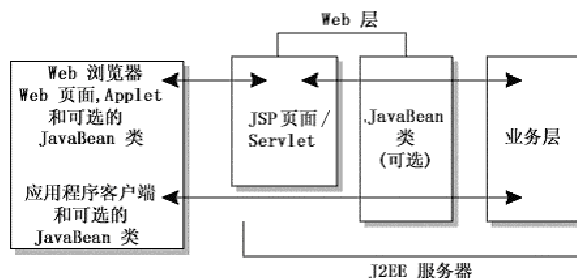 Web 层
Web 浏览器
Web 页面,Applet
和可选的
JavaBean 类
应用程序客户端
和可选的
JavaBean 类
JSP 页面/
Servlet
JavaBean
类
(可选)
业务层
J2EE 服务器